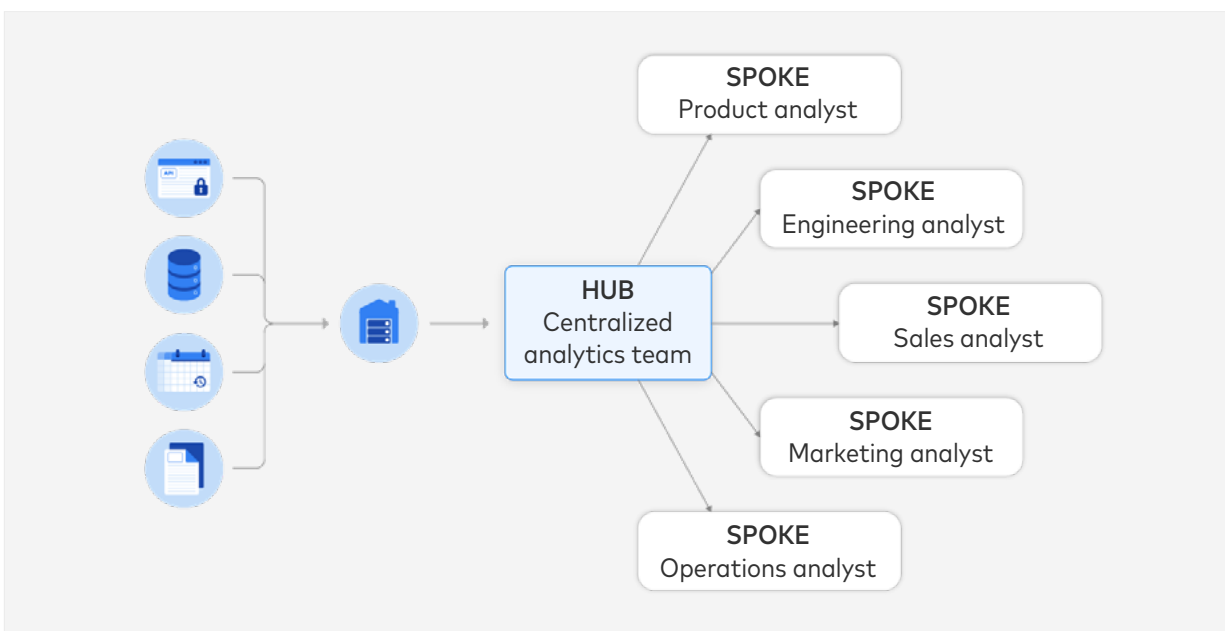 SPOKE
Product analyst
API
SPOKE
Engineering analyst
HUB
Centralized
analytics team
SPOKE
Sales analyst
SPOKE
Marketing analyst
SPOKE
Operations analyst